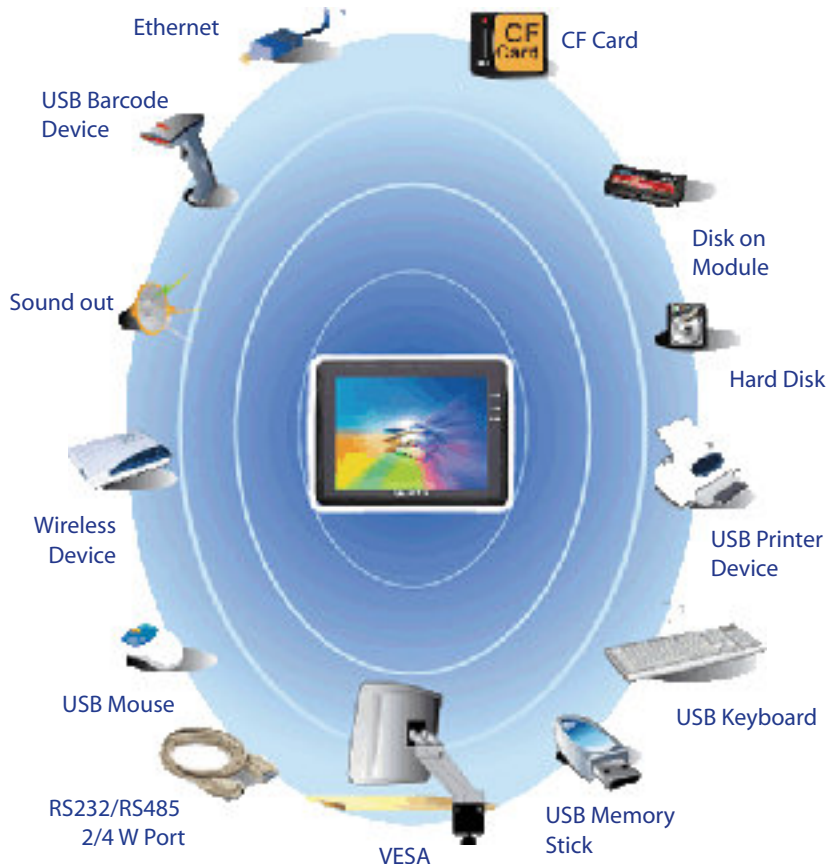 Ethernet
CF
Card
CF Card
USB Barcode
Device
Disk on
Module
Sound out
Hard Disk
Wireless
Device
USB Printer
Device
USB Mouse
USB Keyboard
RS232/RS485
2/4 W Port
USB Memory
Stick
VESA